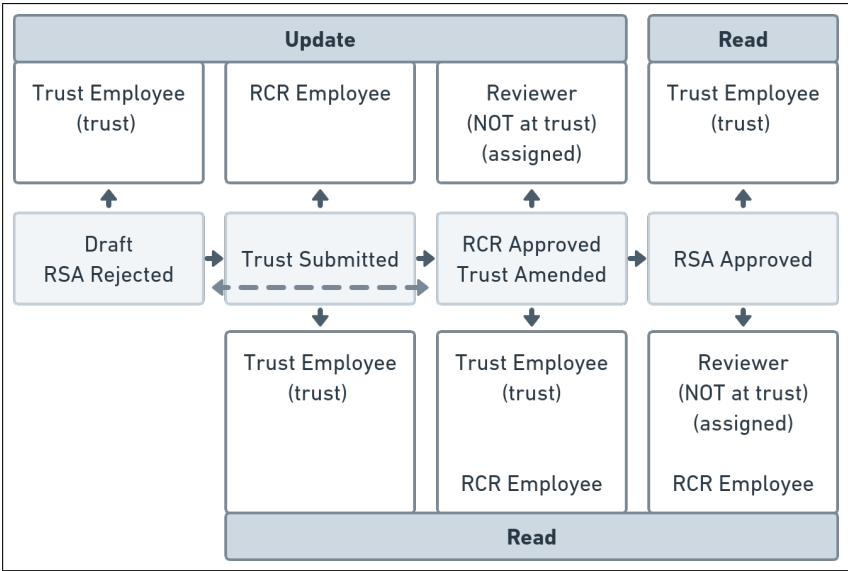 Update
Read
Trust Employee
(trust)
RCR Employee
Reviewer
(NOT at trust)
(assigned)
Trust Employee
(trust)
Draft
RSA Rejected
Trust Submitted
RCR Approved
Trust Amended
RSA Approved
Trust Employee
(trust)
Trust Employee
(trust)
RCR Employee
Reviewer
(NOT at trust)
(assigned)
RCR Employee
Read